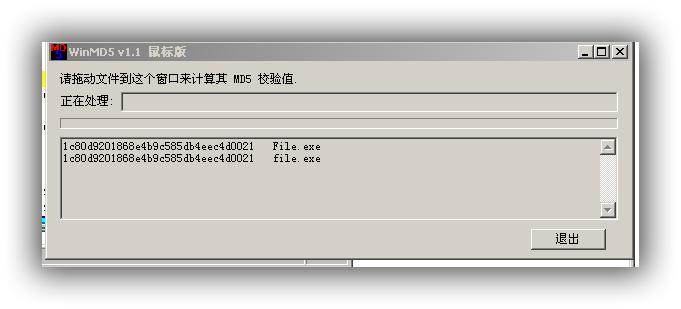 MD5
WinMD5 v1.1 鼠标版
请拖动文件到这个窗口来计算其 MD5 校验值.
正在处理:
1c80d9201868e4b9c585db4eec4d0021 File.exe
1c80d9201868e4b9c585db4eec4d0021 file.exe
退出